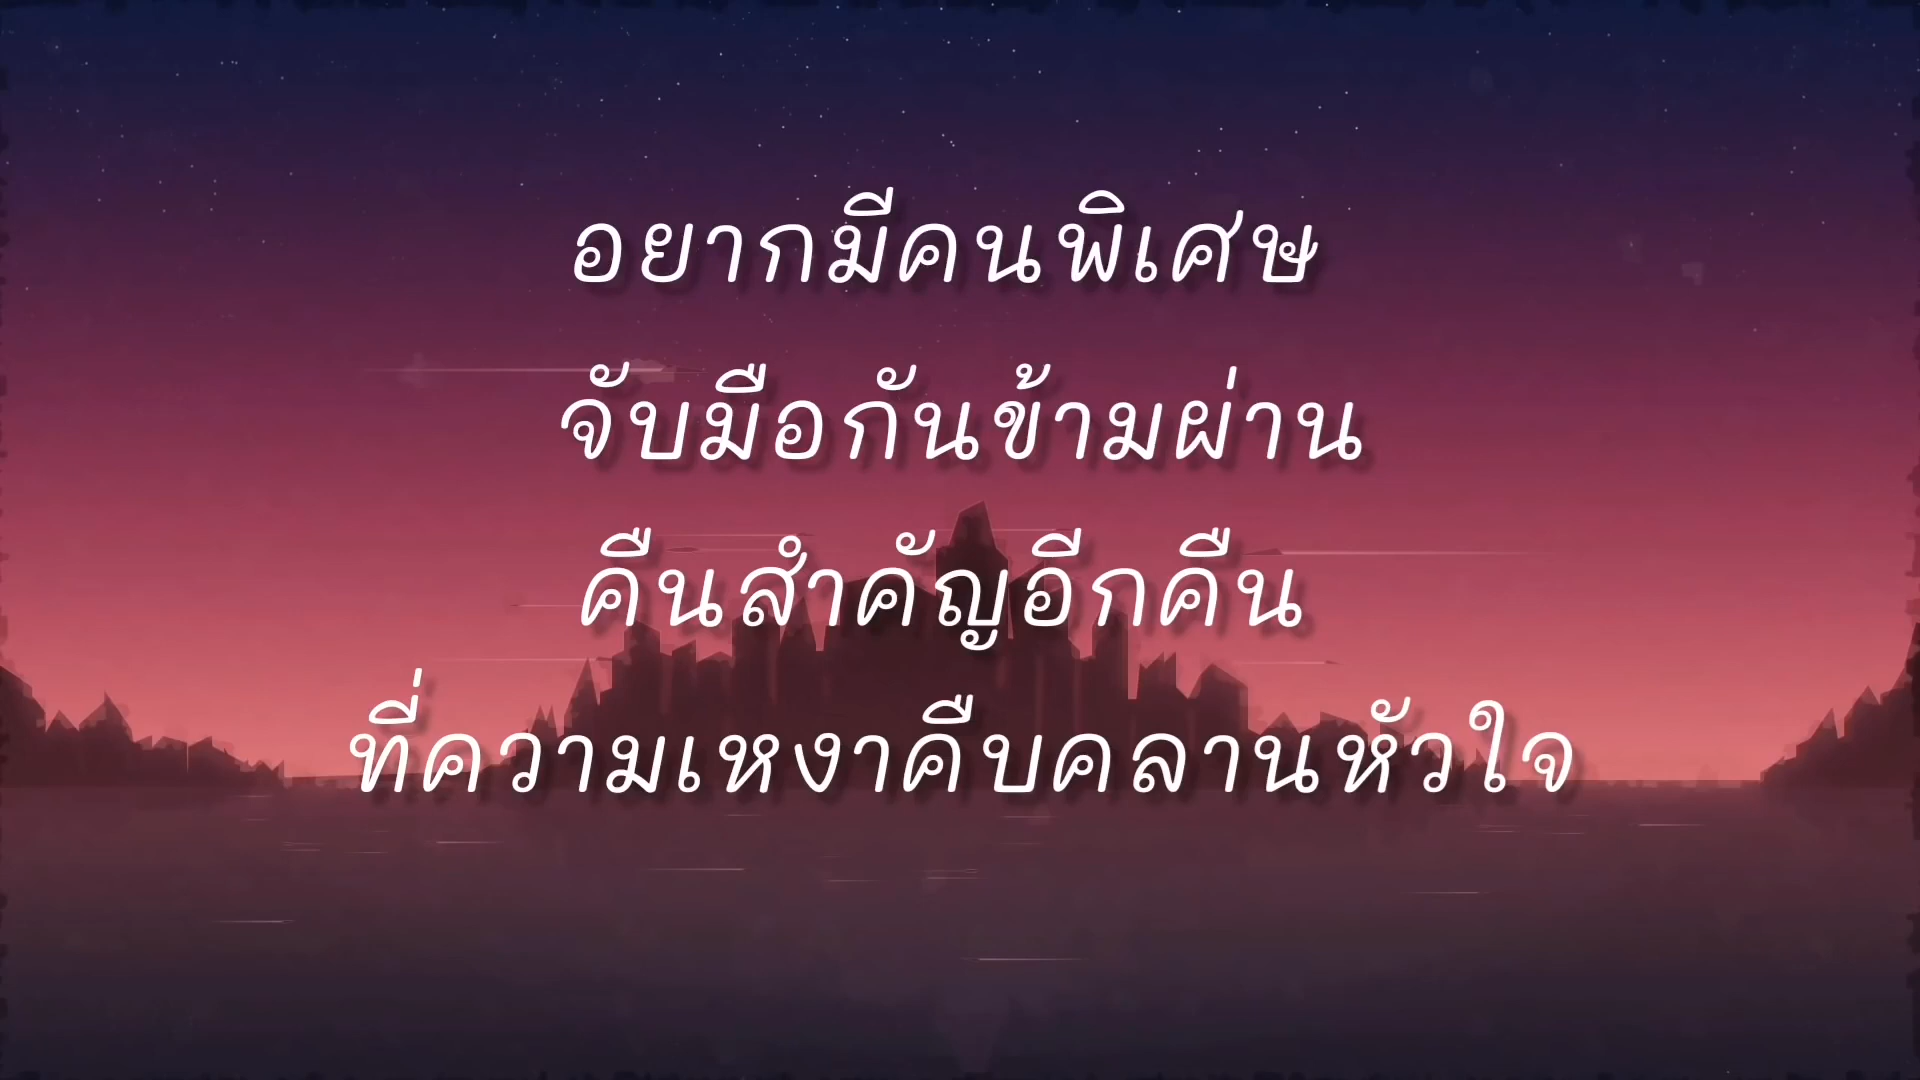 อยากมีคนพิเศษ
จับมือกันข้ามผ่าน
คืนสำคัญอีกคืน
ที่ความเหงาคืบคลานหัวใจ